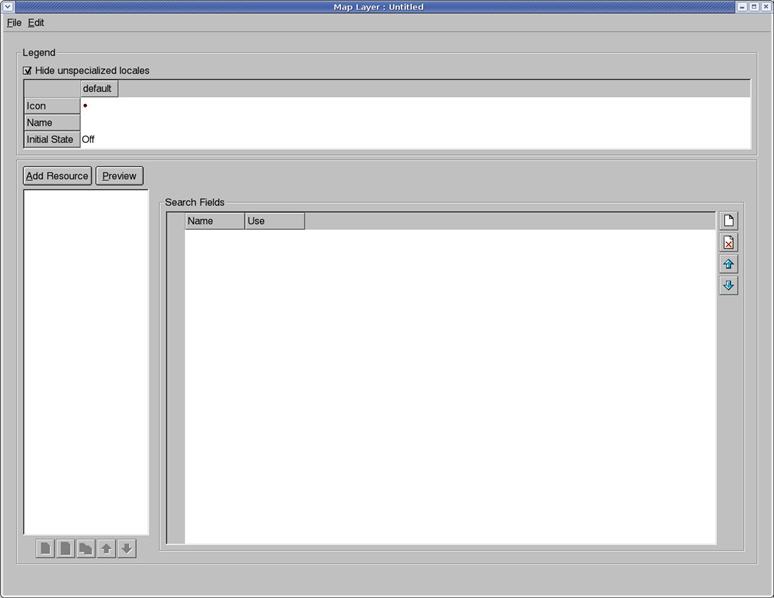 Map Layer : Untitled
File Edit
Legend
Hide unspecialized locales
default
Icon
Name
Initial State Off
Add Resource Preview
Search Fields
Name Use